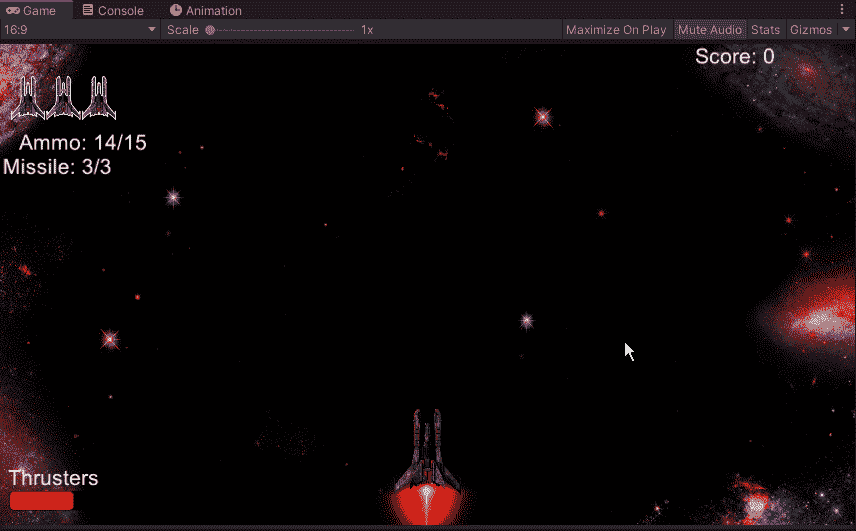 Game Console Animation
16:9 Scale 1x Maximize On Play Mute Audio Stats Gizmos
Score: 0
Ammo: 14/15
Missile: 3/3
Thrusters